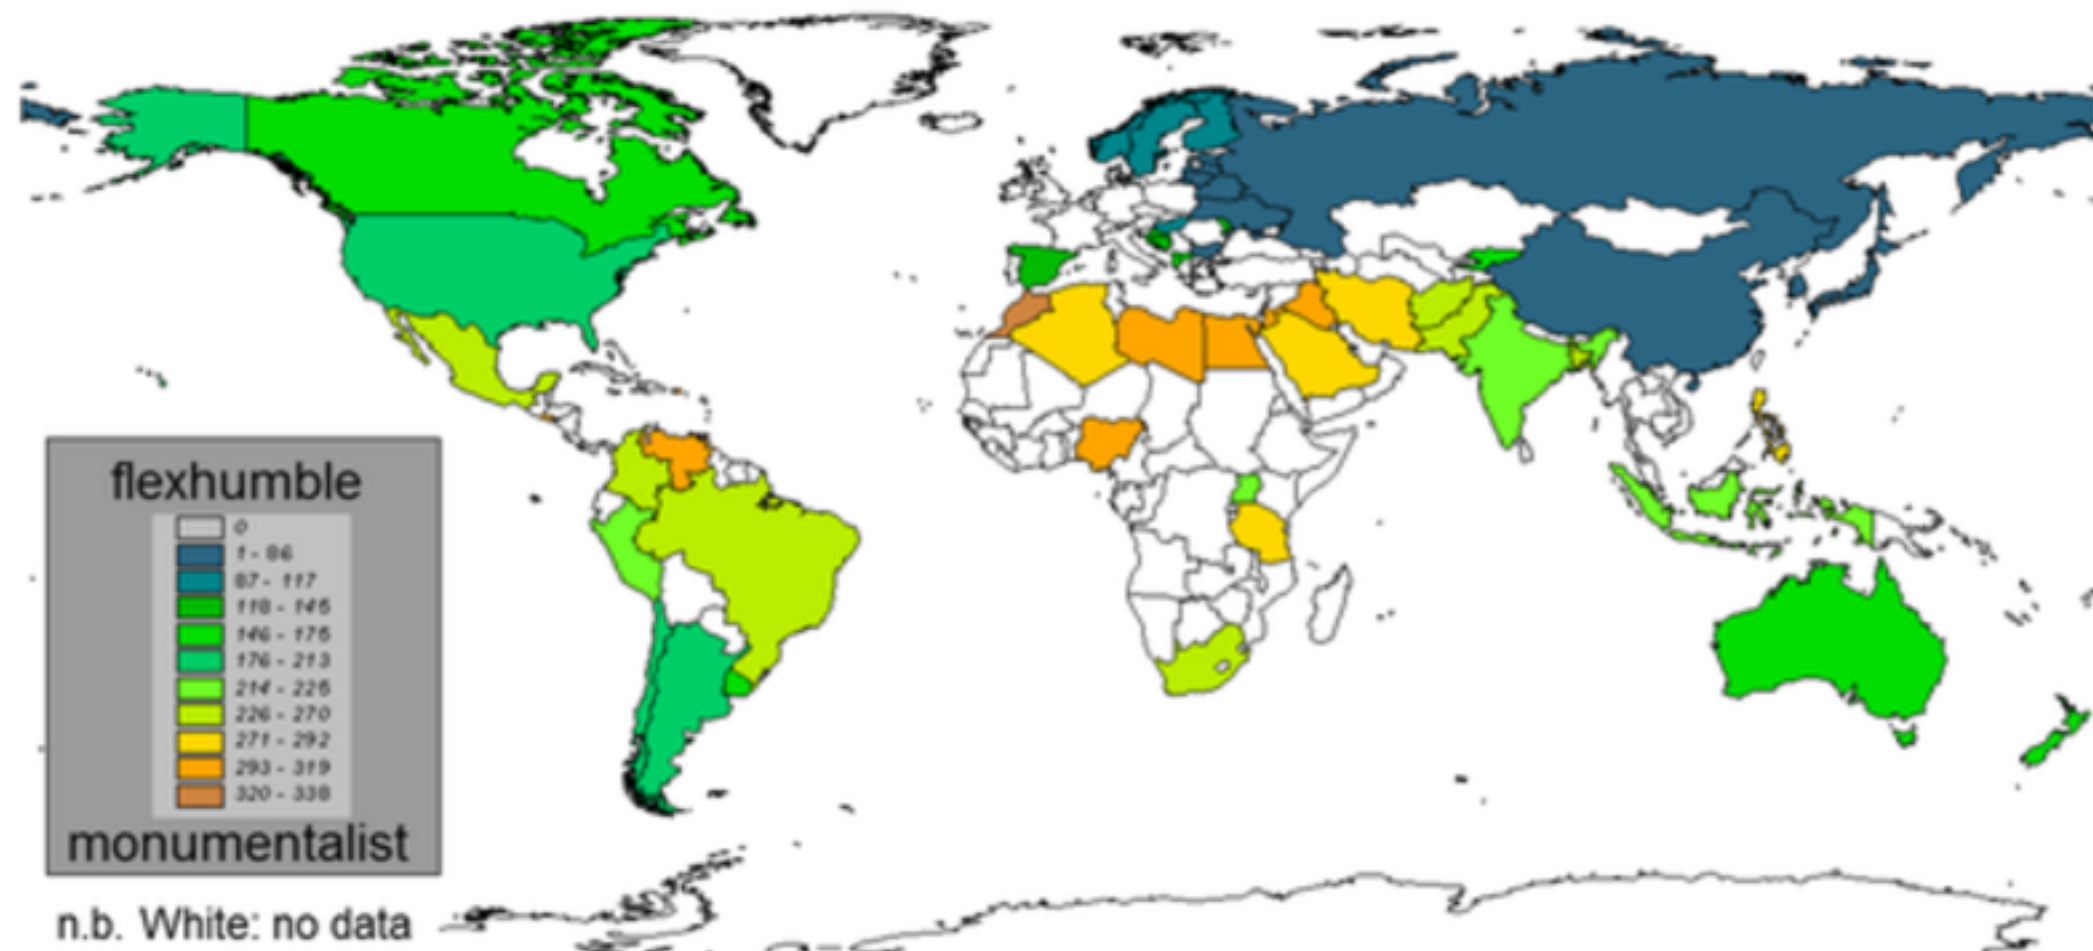 flexhumble
0
1 - 86
87 - 117
118 - 145
146 - 175
176 - 213
214 - 225
226 - 270
271 - 292
293 - 319
320 - 338
monumentalist
n.b. White: no data